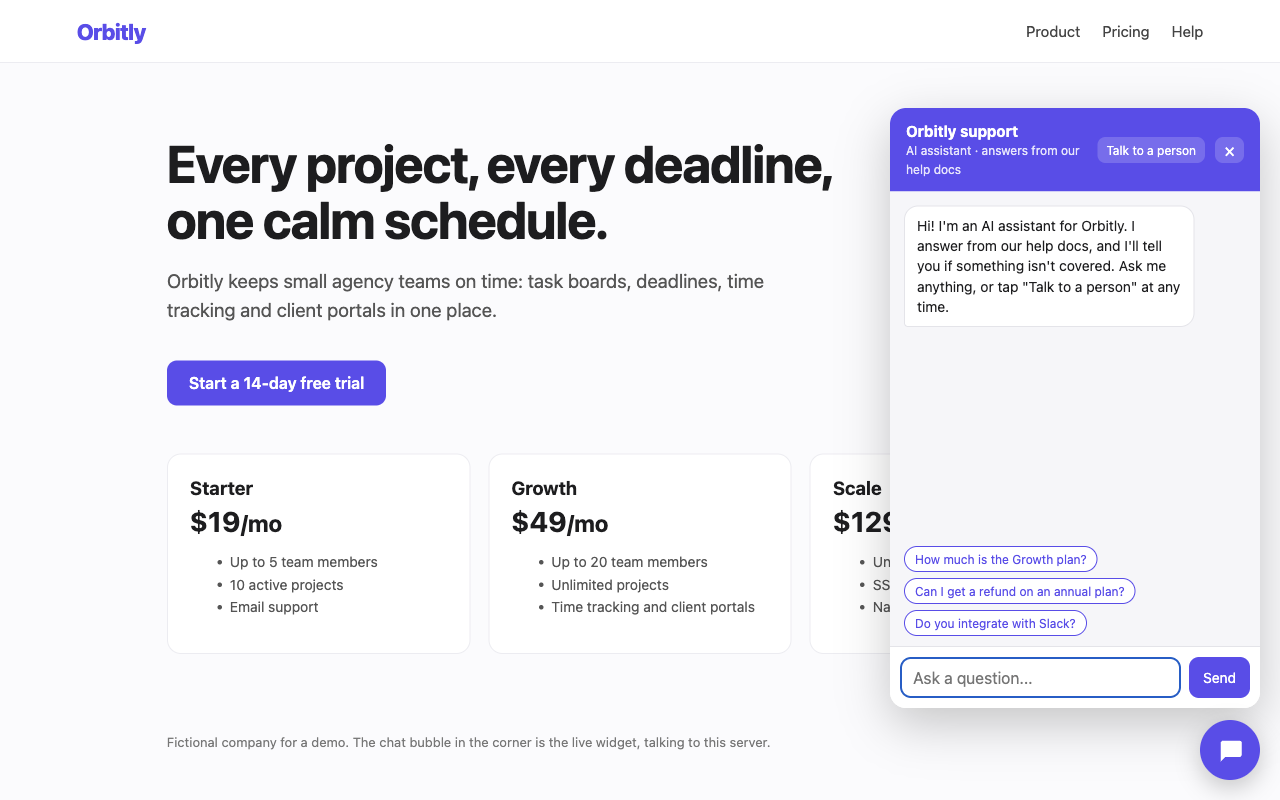 Orbitly
Product
Pricing
Help
Every project, every deadline,
one calm schedule.
Orbitly keeps small agency teams on time: task boards, deadlines, time
tracking and client portals in one place.
Start a 14-day free trial
Starter
$19/mo
• Up to 5 team members
• 10 active projects
• Email support
Growth
$49/mo
• Up to 20 team members
• Unlimited projects
• Time tracking and client portals
Scale
Fictional company for a demo. The chat bubble in the corner is the live widget, talking to this server.
Orbitly support
AI assistant · answers from our
help docs
Talk to a person
×
Hi! I'm an AI assistant for Orbitly. I
answer from our help docs, and I'll tell
you if something isn't covered. Ask me
anything, or tap "Talk to a person" at any
time.
How much is the Growth plan?
Can I get a refund on an annual plan?
Do you integrate with Slack?
Ask a question...
Send